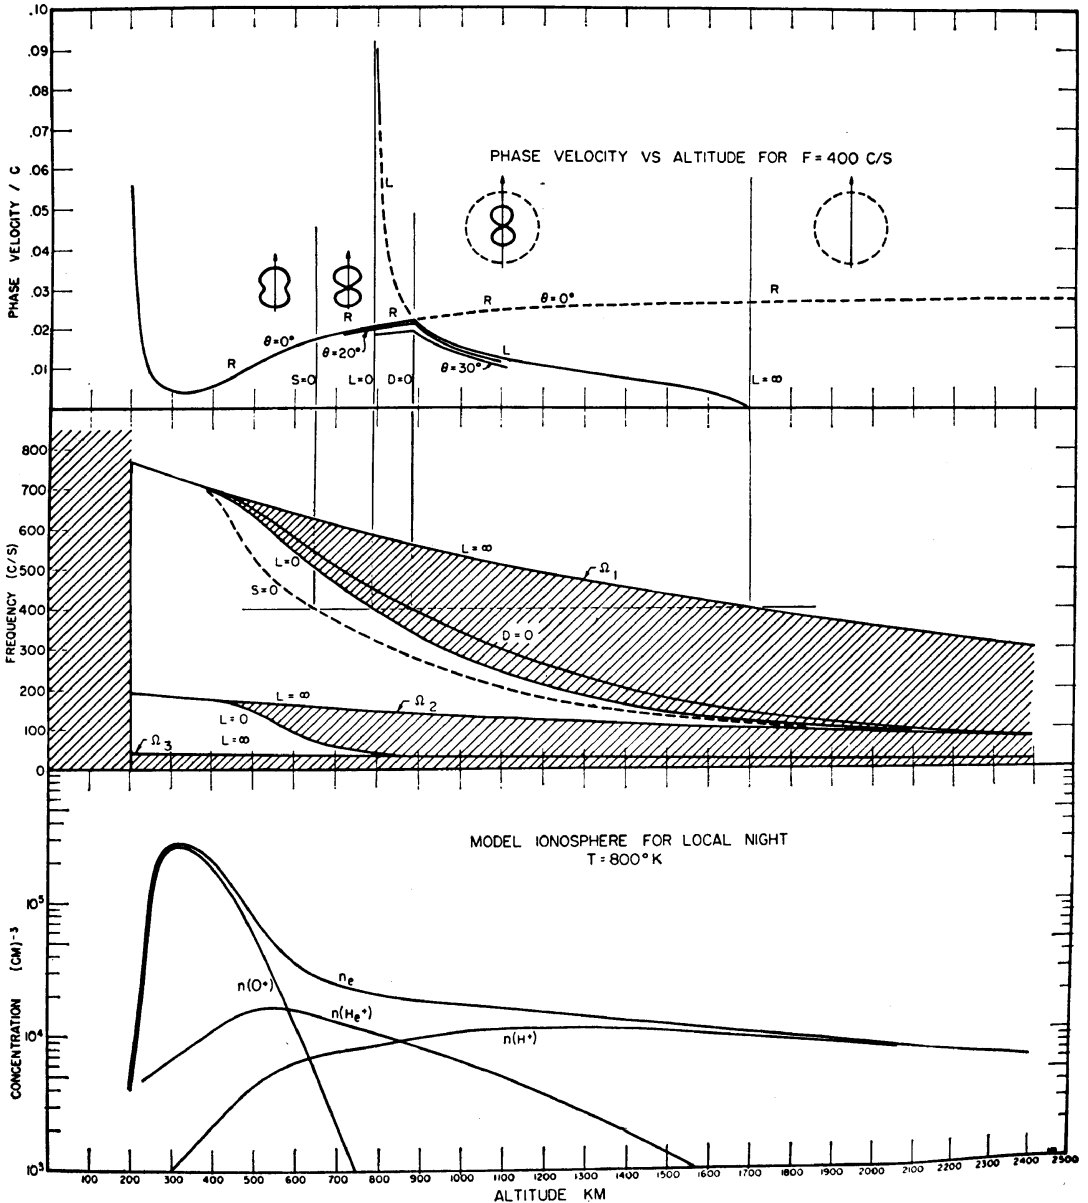 .10
.09
.08
.07
.06
.05
.04
.03
.02
.01
PHASE VELOCITY / C
PHASE VELOCITY VS ALTITUDE FOR F = 400 C/S
L
R
θ=0°
R
R
θ=20°
R
θ=0°
R
L
θ=30°
S=0
L=0
D=0
L=∞
800
700
600
500
400
300
200
100
0
FREQUENCY (C/S)
L=∞
Ω₁
L=0
S=0
D=0
L=∞
Ω₂
L=0
L=∞
Ω₃
MODEL IONOSPHERE FOR LOCAL NIGHT
T=800°K
10⁵
10⁴
10³
CONCENTRATION (CM)⁻³
n(O⁺)
nₑ
n(Hₑ⁺)
n(H⁺)
100 200 300 400 500 600 700 800 900 1000 1100 1200 1300 1400 1500 1600 1700 1800 1900 2000 2100 2200 2300 2400 2500
ALTITUDE KM